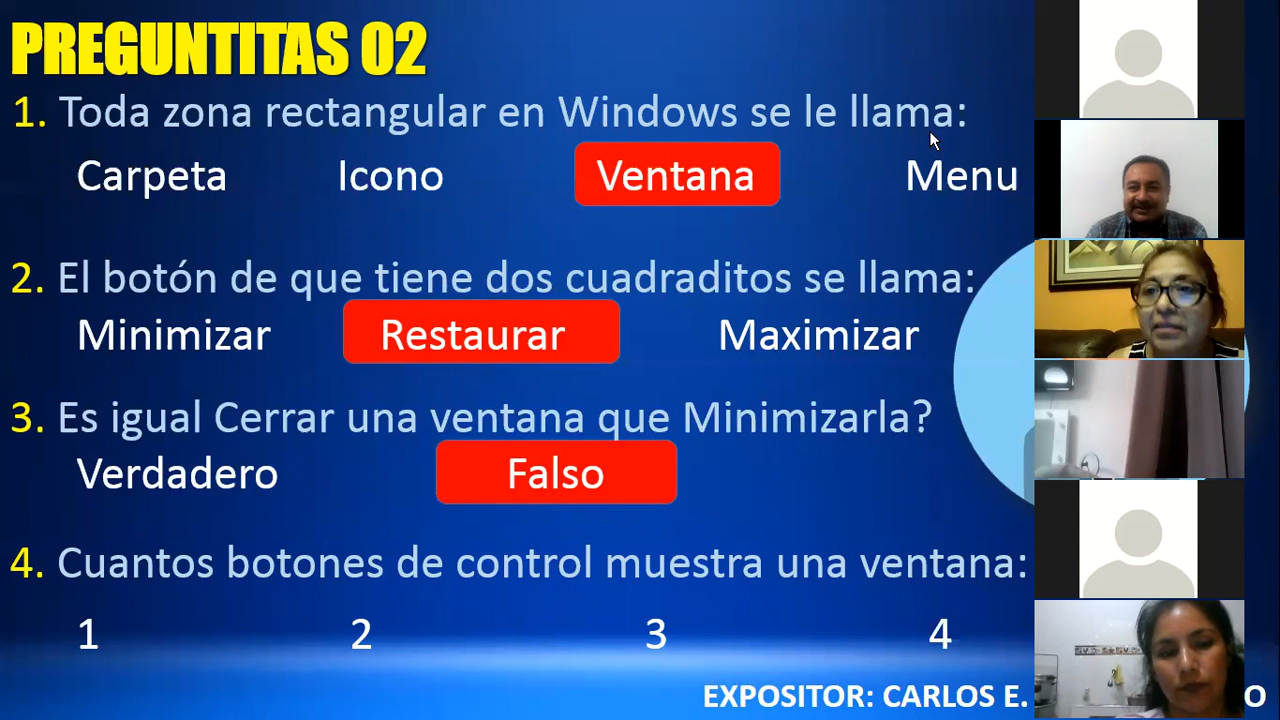 PREGUNTITAS 02
1. Toda zona rectangular en Windows se le llama:
Carpeta Icono Ventana Menu
2. El botón de que tiene dos cuadraditos se llama:
Minimizar Restaurar Maximizar
3. Es igual Cerrar una ventana que Minimizarla?
Verdadero Falso
4. Cuantos botones de control muestra una ventana:
1 2 3 4
EXPOSITOR: CARLOS E.